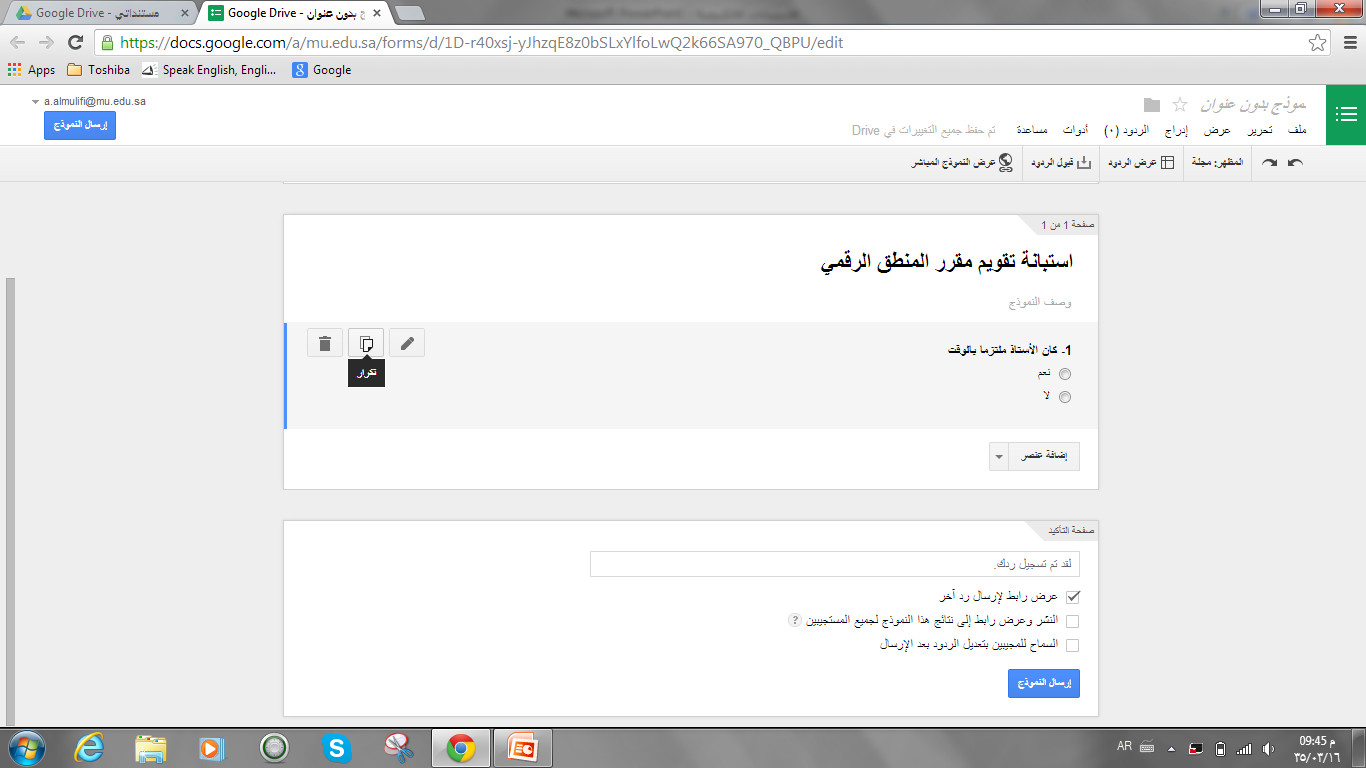 Google Drive - مستنداتي
Google Drive - ج بدون عنوان
https://docs.google.com/a/mu.edu.sa/forms/d/1D-r40xsj-yJhzqE8z0bSLxYlfoLwQ2k66SA970_QBPU/edit
Apps Toshiba Speak English, Engli... Google
a.almulifi@mu.edu.sa
نموذج بدون عنوان
إرسال النموذج
ملف تحرير عرض إدراج الردود (٠) أدوات مساعدة تم حفظ جميع التغييرات في Drive
المظهر: مجلة عرض الردود قبول الردود عرض النموذج المباشر
صفحة 1 من 1
استبانة تقويم مقرر المنطق الرقمي
وصف النموذج
1- كان الأستاذ ملتزما بالوقت
تكرار
نعم
لا
إضافة عنصر
صفحة التأكيد
لقد تم تسجيل ردك.
عرض رابط لإرسال رد آخر
النشر وعرض رابط إلى نتائج هذا النموذج لجميع المستجيبين ?
السماح للمجيبين بتعديل الردود بعد الإرسال
إرسال النموذج
AR
09:45 م
٣٥/٠٣/١٦